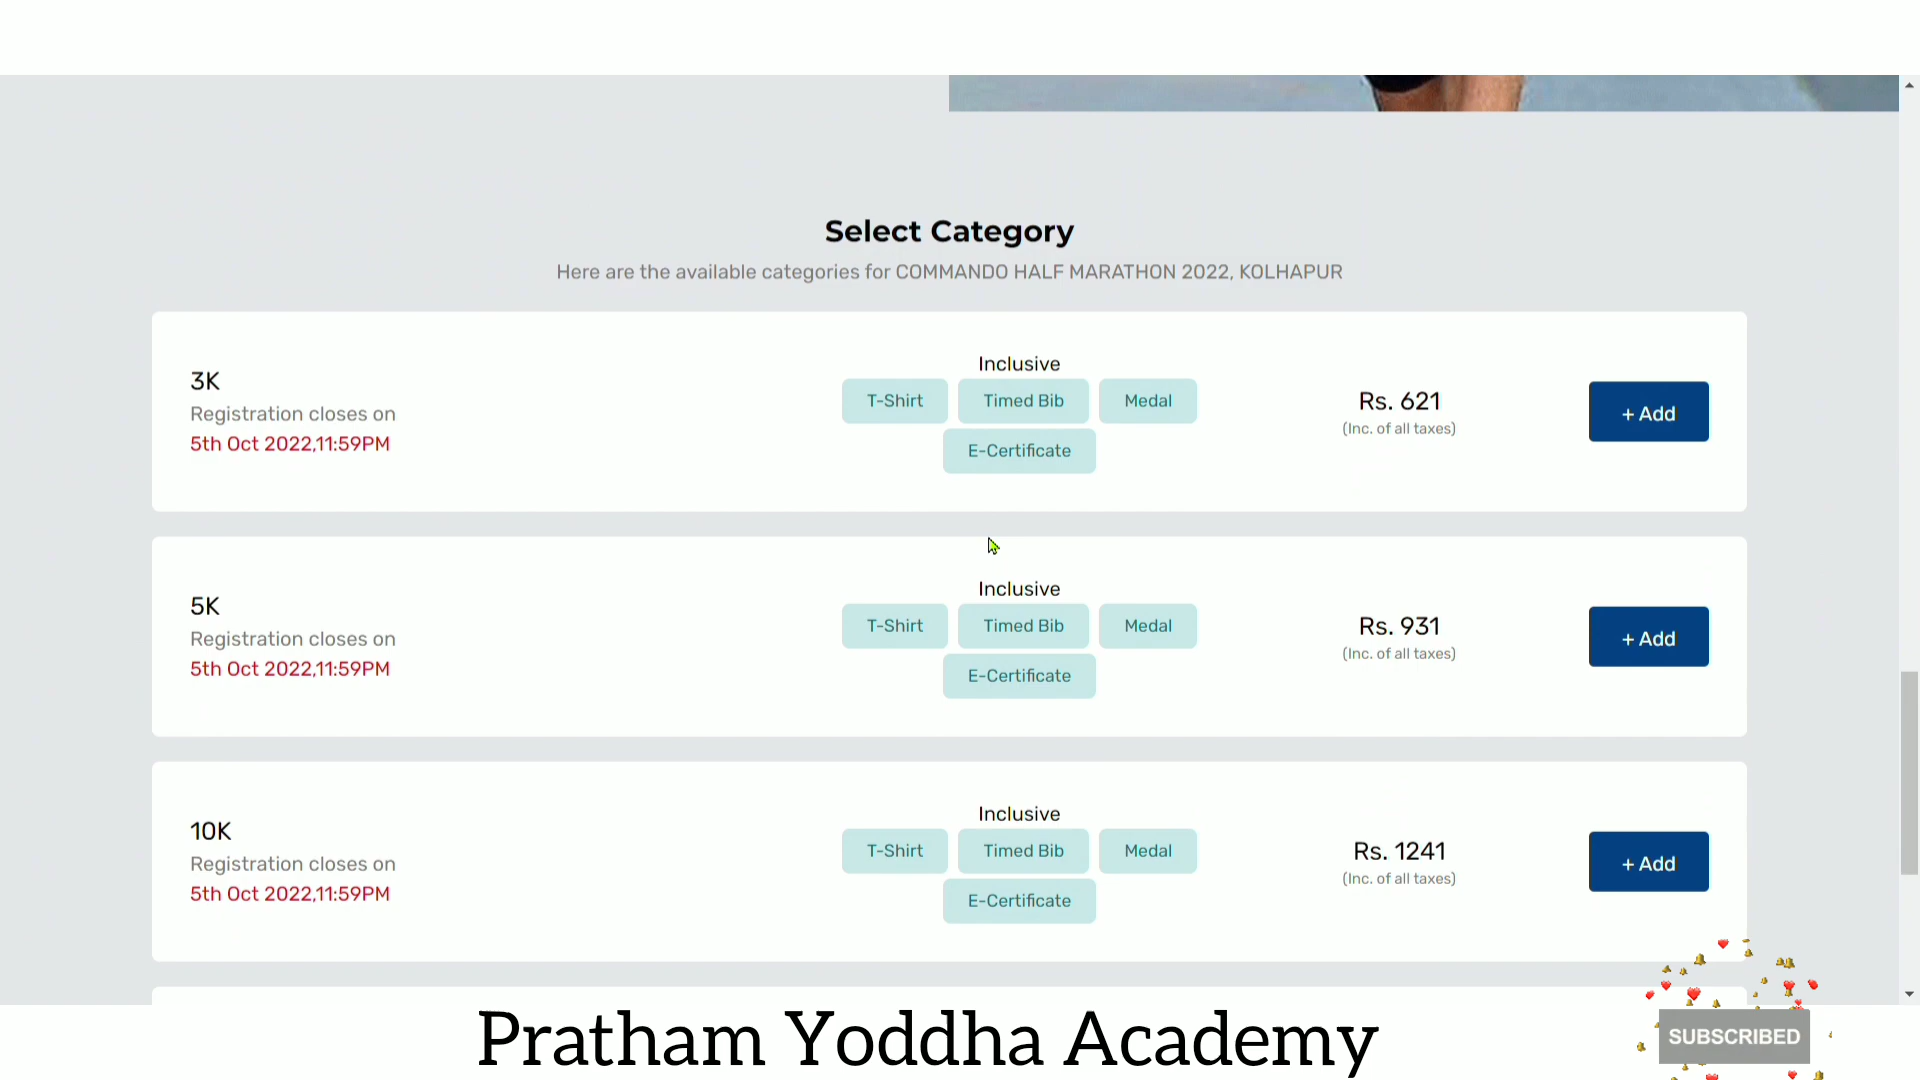 Select Category
Here are the available categories for COMMANDO HALF MARATHON 2022, KOLHAPUR
3K
Registration closes on
5th Oct 2022,11:59PM
Inclusive
T-Shirt Timed Bib Medal
E-Certificate
Rs. 621
(Inc. of all taxes)
+ Add
5K
Registration closes on
5th Oct 2022,11:59PM
Inclusive
T-Shirt Timed Bib Medal
E-Certificate
Rs. 931
(Inc. of all taxes)
+ Add
10K
Registration closes on
5th Oct 2022,11:59PM
Inclusive
T-Shirt Timed Bib Medal
E-Certificate
Rs. 1241
(Inc. of all taxes)
+ Add
Pratham Yoddha Academy
SUBSCRIBED